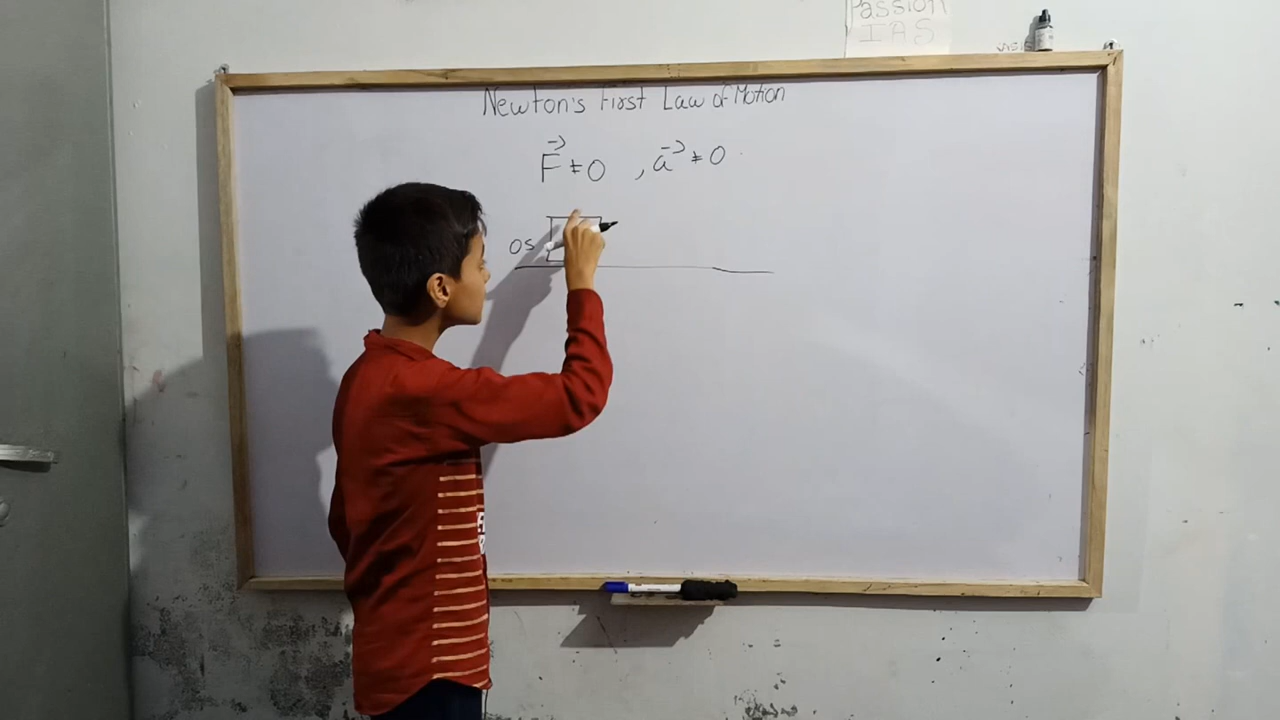 Passion
IAS
Newton's First Law of Motion
F⃗ ≠ 0 , a⃗ ≠ 0
OS